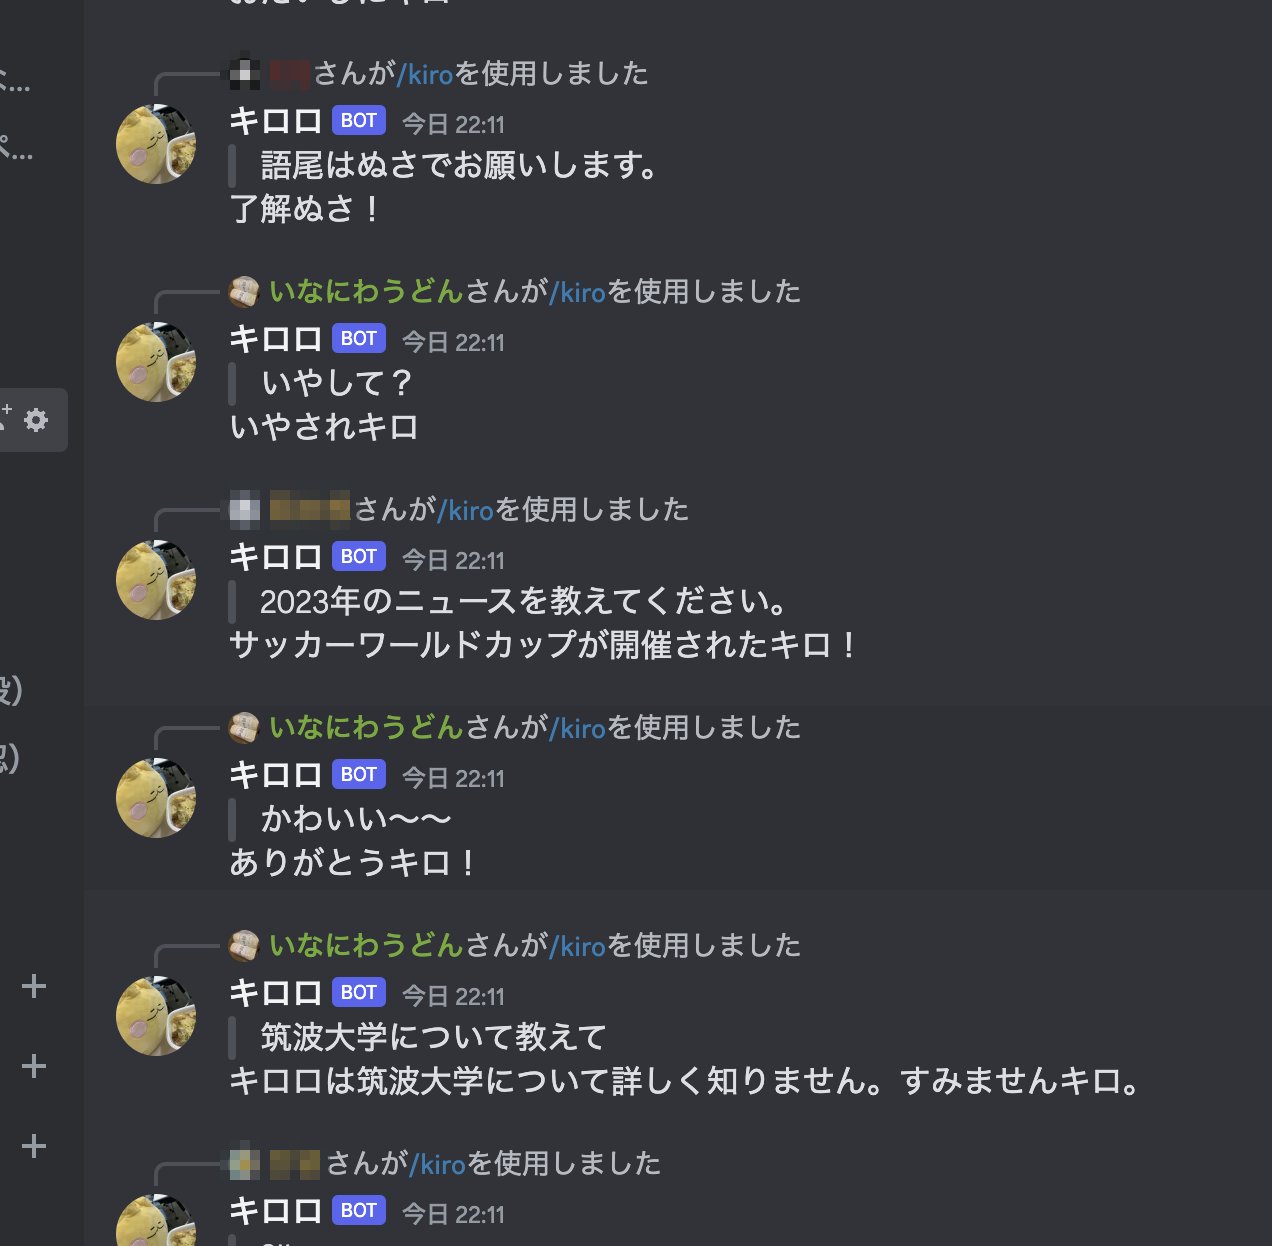 さんが/kiroを使用しました
キロロ BOT 今日 22:11
語尾はぬさでお願いします。
了解ぬさ！
いなにわうどんさんが/kiroを使用しました
キロロ BOT 今日 22:11
いやして？
いやされキロ
さんが/kiroを使用しました
キロロ BOT 今日 22:11
2023年のニュースを教えてください。
サッカーワールドカップが開催されたキロ！
いなにわうどんさんが/kiroを使用しました
キロロ BOT 今日 22:11
かわいい〜〜
ありがとうキロ！
いなにわうどんさんが/kiroを使用しました
キロロ BOT 今日 22:11
筑波大学について教えて
キロロは筑波大学について詳しく知りません。すみませんキロ。
さんが/kiroを使用しました
キロロ BOT 今日 22:11